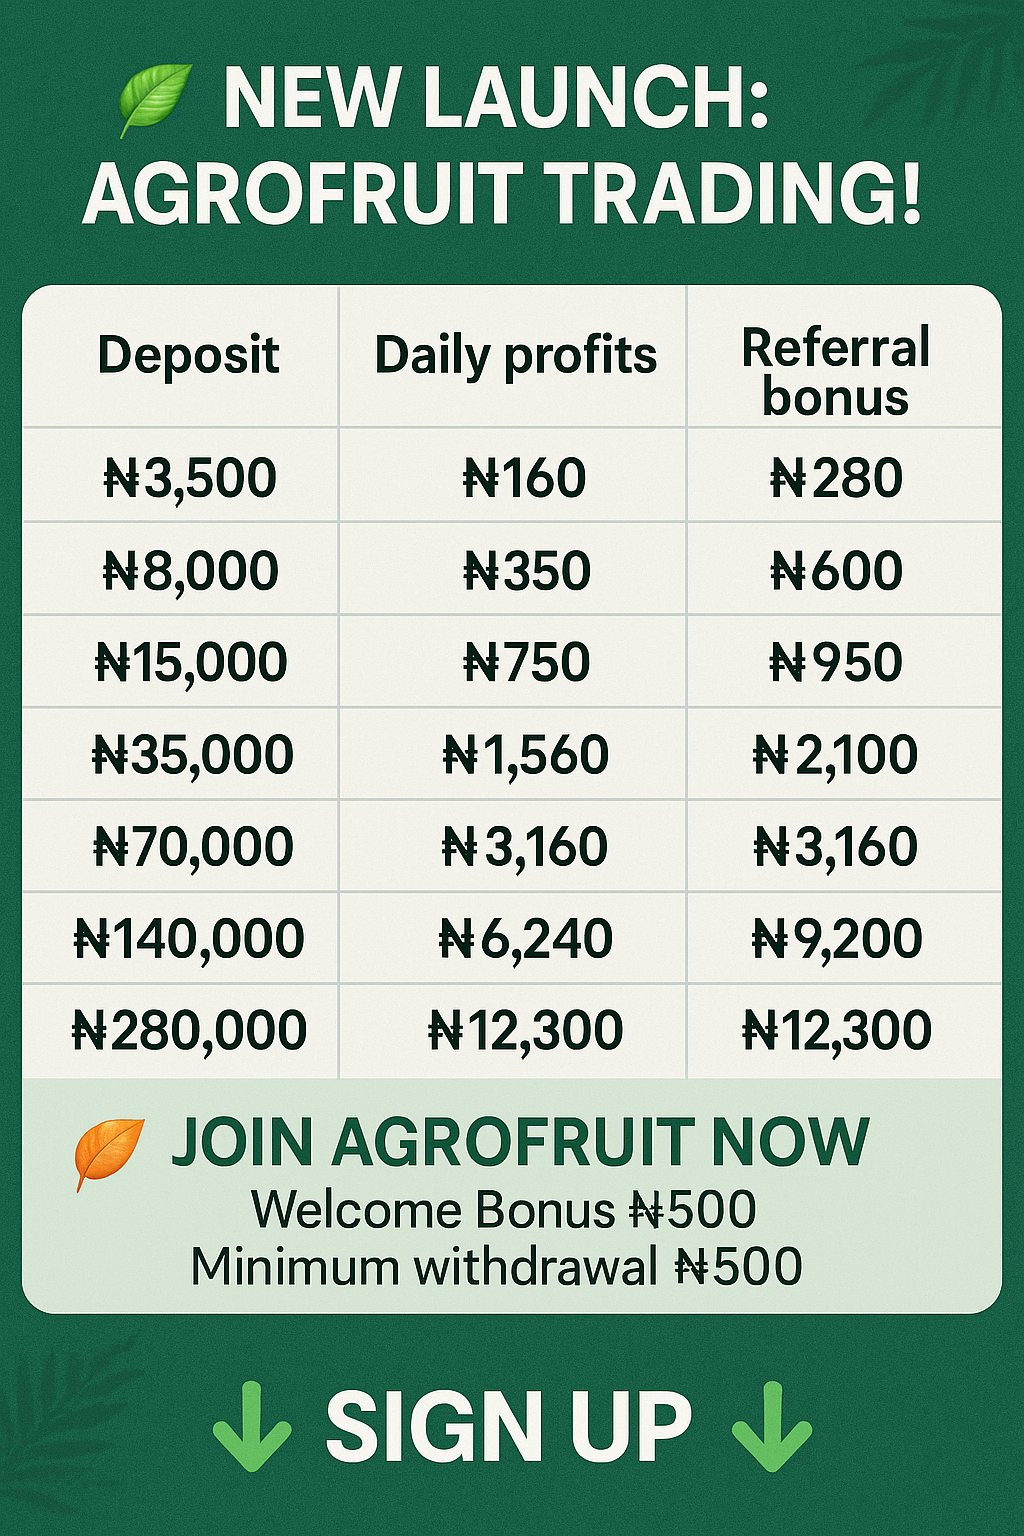 NEW LAUNCH:
AGROFRUIT TRADING!
Deposit Daily profits Referral bonus
₦3,500 ₦160 ₦280
₦8,000 ₦350 ₦600
₦15,000 ₦750 ₦950
₦35,000 ₦1,560 ₦2,100
₦70,000 ₦3,160 ₦3,160
₦140,000 ₦6,240 ₦9,200
₦280,000 ₦12,300 ₦12,300
JOIN AGROFRUIT NOW
Welcome Bonus ₦500
Minimum withdrawal ₦500
SIGN UP